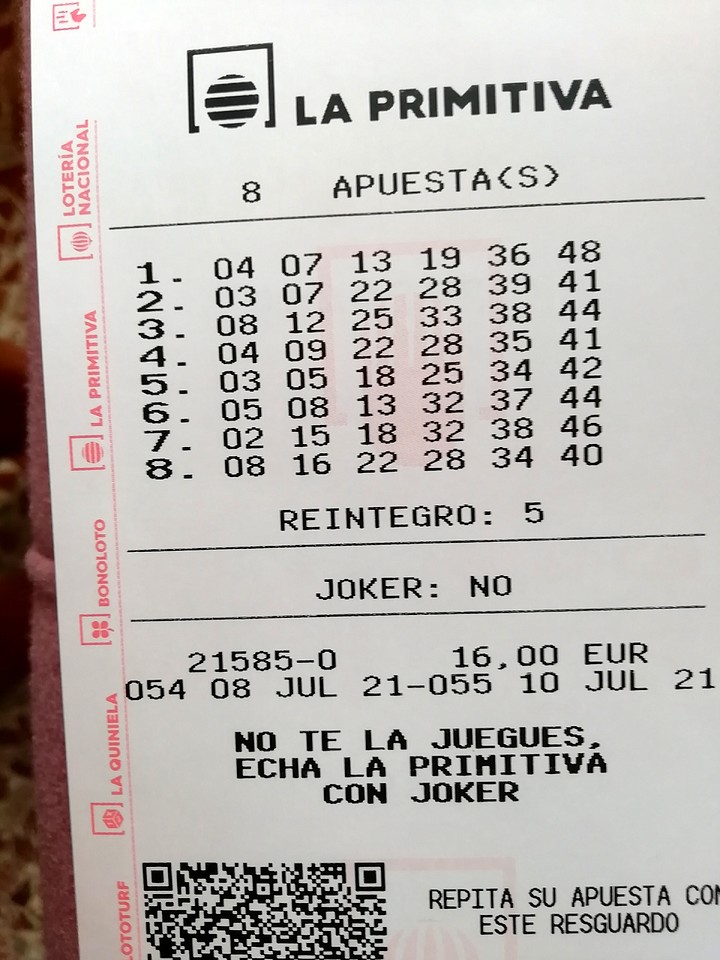 LA PRIMITIVA
8 APUESTA(S)
1. 04 07 13 19 36 48
2. 03 07 22 28 39 41
3. 08 12 25 33 38 44
4. 04 09 22 28 35 41
5. 03 05 18 25 34 42
6. 05 08 13 32 37 44
7. 02 15 18 32 38 46
8. 08 16 22 28 34 40
REINTEGRO: 5
JOKER: NO
21585-0 16,00 EUR
054 08 JUL 21-055 10 JUL 21
NO TE LA JUEGUES,
ECHA LA PRIMITIVA
CON JOKER
REPITA SU APUESTA CON
ESTE RESGUARDO
LOTERÍA
NACIONAL
LA PRIMITIVA
BONOLOTO
LA QUINIELA
LOTOTURF